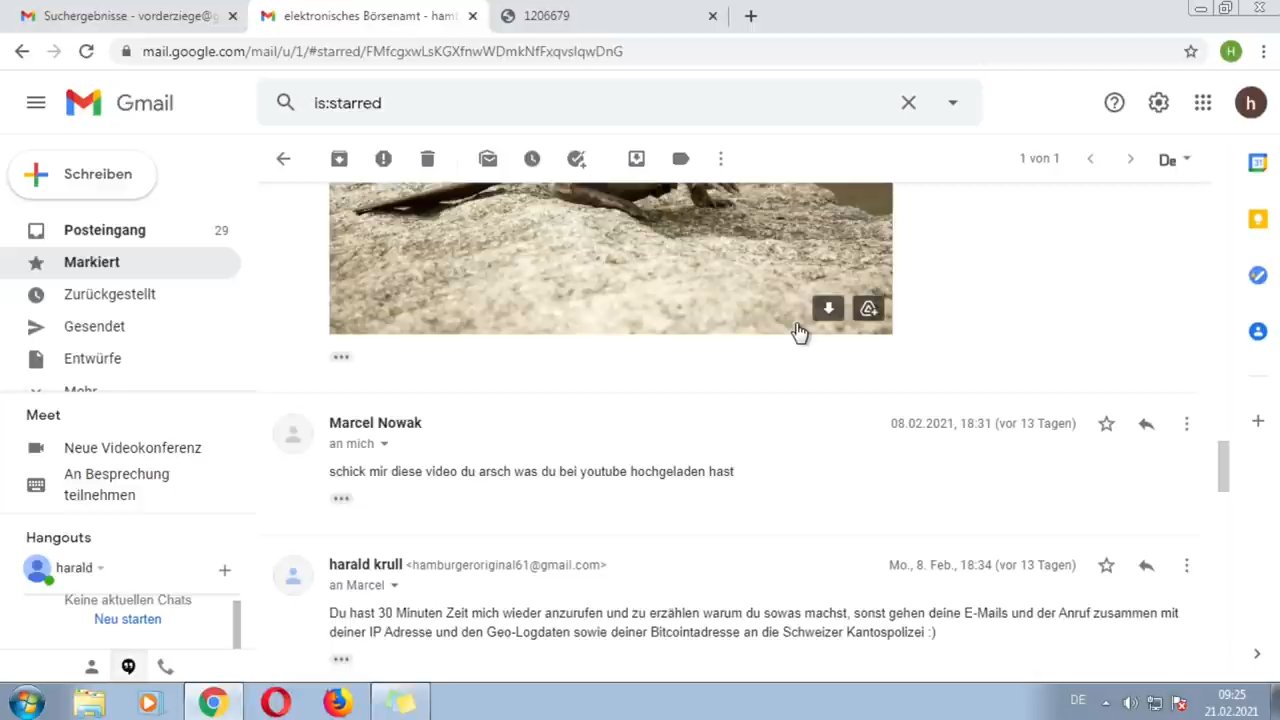 Suchergebnisse - vorderziege@g
elektronisches Börsenamt - ham
1206679
mail.google.com/mail/u/1/#starred/FMfcgxwLsKGXfnwWDmkNfFxqvsIqwDnG
H
Gmail
is:starred
h
Schreiben
1 von 1
De
Posteingang 29
Markiert
Zurückgestellt
Gesendet
Entwürfe
Mehr
Meet
Neue Videokonferenz
An Besprechung
teilnehmen
Hangouts
harald
Keine aktuellen Chats
Neu starten
Marcel Nowak 08.02.2021, 18:31 (vor 13 Tagen)
an mich
schick mir diese video du arsch was du bei youtube hochgeladen hast
harald krull <hamburgeroriginal61@gmail.com> Mo., 8. Feb., 18:34 (vor 13 Tagen)
an Marcel
Du hast 30 Minuten Zeit mich wieder anzurufen und zu erzählen warum du sowas machst, sonst gehen deine E-Mails und der Anruf zusammen mit
deiner IP Adresse und den Geo-Logdaten sowie deiner Bitcointadresse an die Schweizer Kantospolizei :)
DE
09:25
21.02.2021